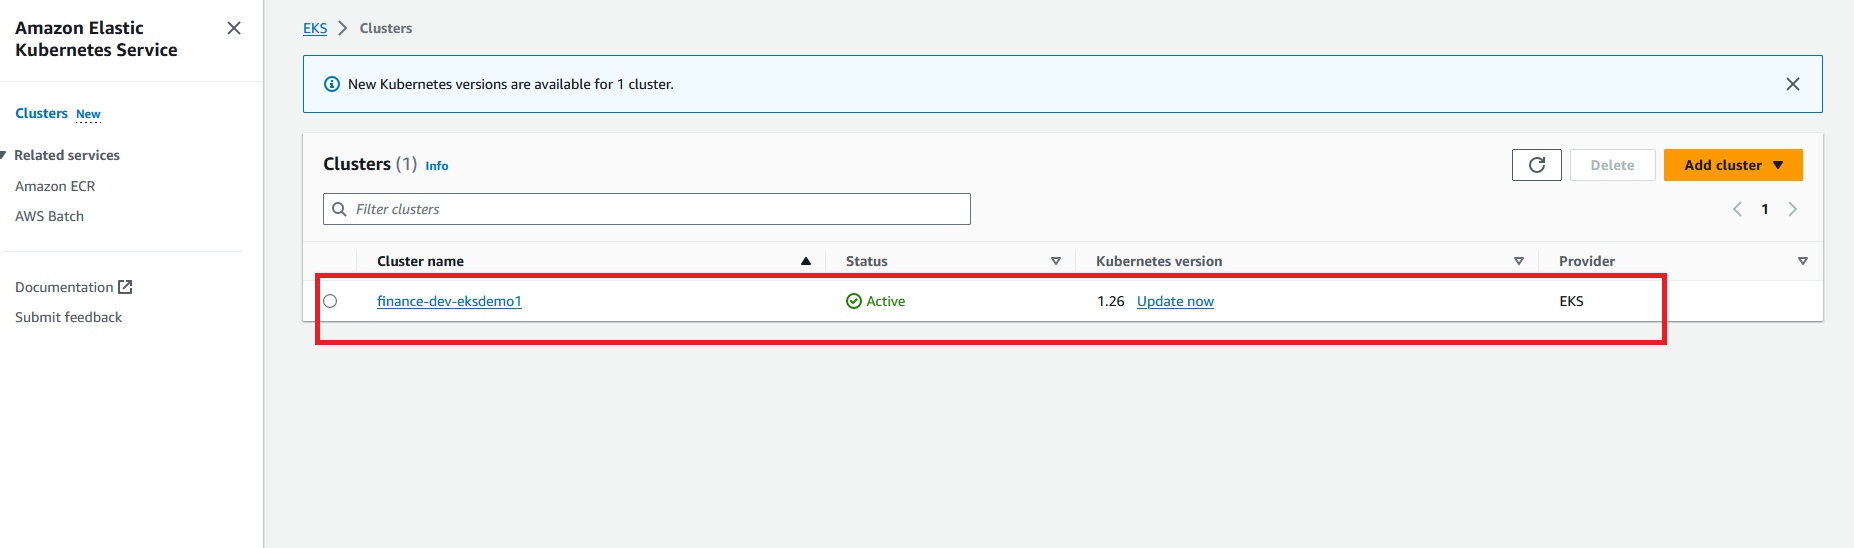 Amazon Elastic
Kubernetes Service
Clusters New
Related services
Amazon ECR
AWS Batch
Documentation
Submit feedback
EKS Clusters
New Kubernetes versions are available for 1 cluster.
Clusters (1) Info
Delete
Add cluster
Filter clusters
1
Cluster name Status Kubernetes version Provider
finance-dev-eksdemo1 Active 1.26 Update now EKS